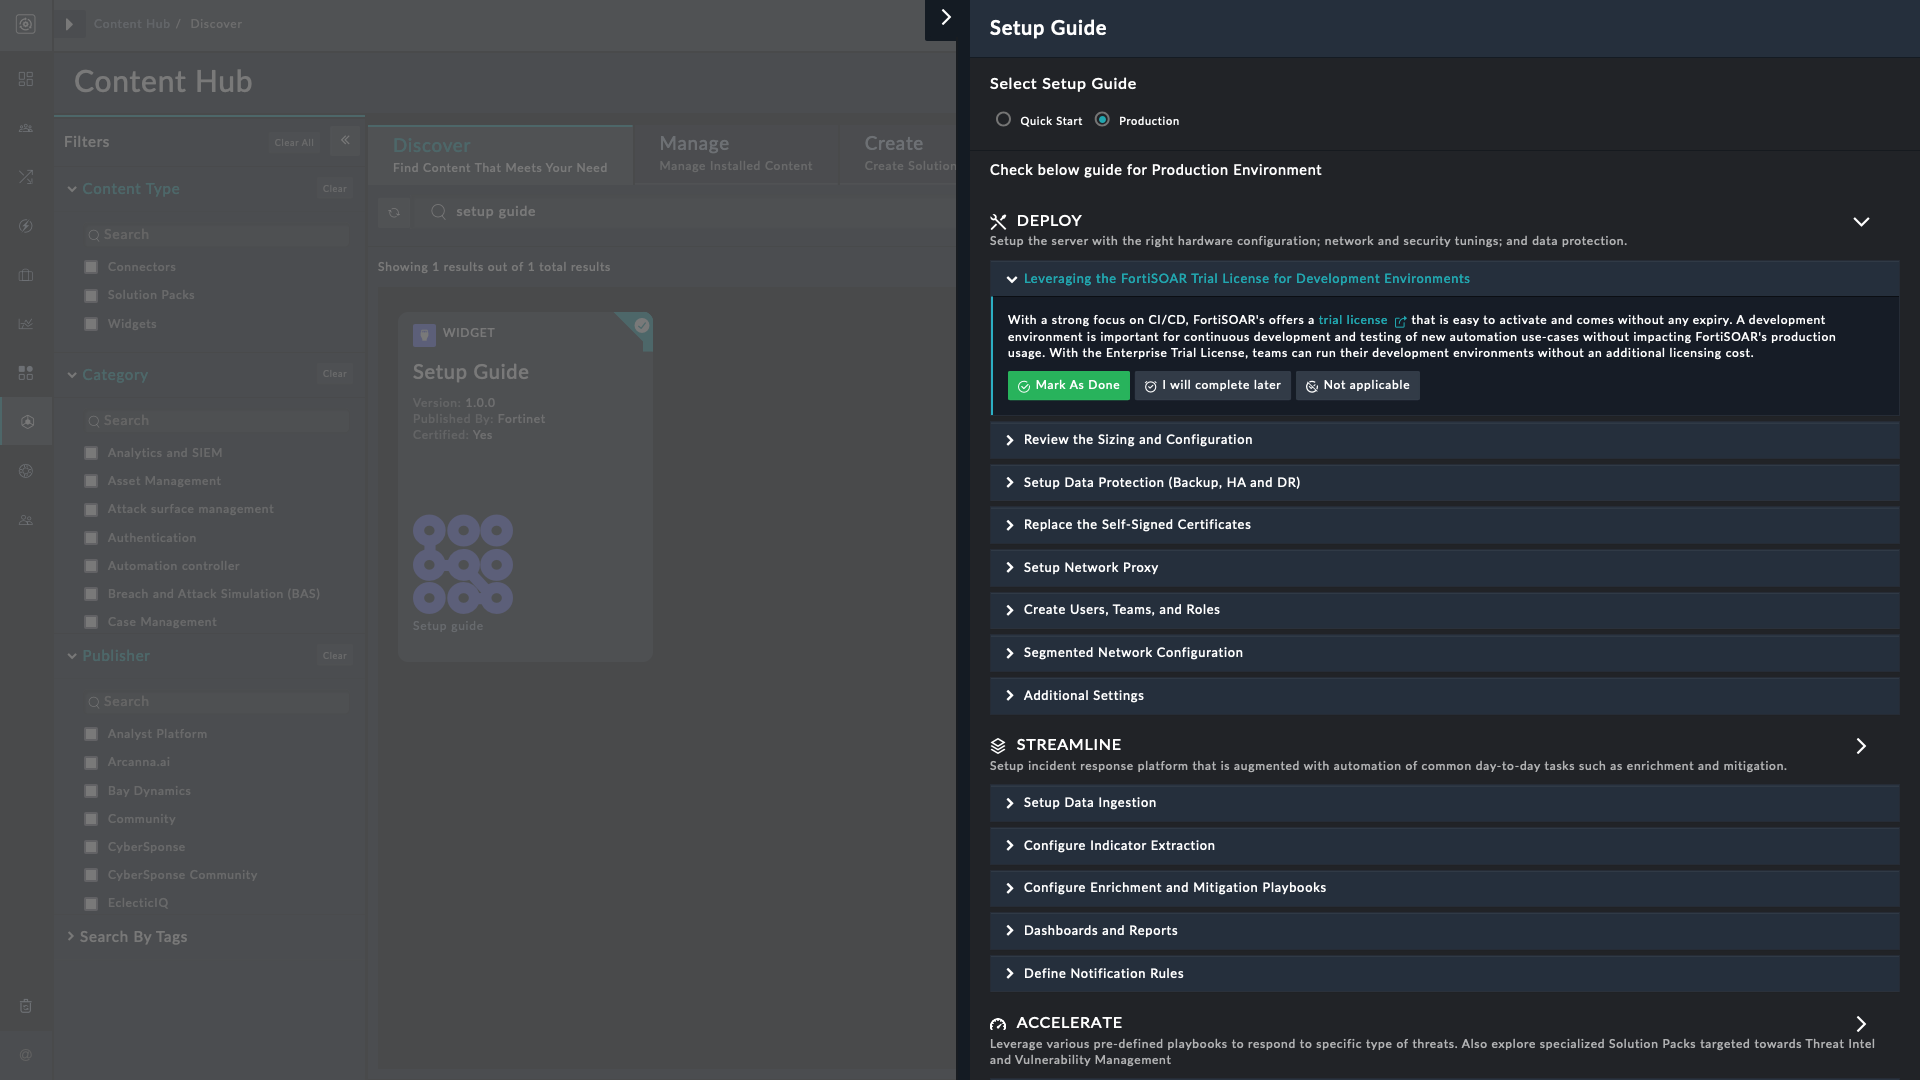 Content Hub / Discover
Content Hub
Filters
Clear All
Content Type
Clear
Search
Connectors
Solution Packs
Widgets
Category
Clear
Search
Analytics and SIEM
Asset Management
Attack surface management
Authentication
Automation controller
Breach and Attack Simulation (BAS)
Case Management
Publisher
Clear
Search
Analyst Platform
Arcanna.ai
Bay Dynamics
Community
CyberSponse
CyberSponse Community
EclecticIQ
Search By Tags
Discover
Find Content That Meets Your Need
Manage
Manage Installed Content
Create
Create Solution
setup guide
Showing 1 results out of 1 total results
WIDGET
Setup Guide
Version: 1.0.0
Published By: Fortinet
Certified: Yes
Setup guide
Setup Guide
Select Setup Guide
Quick Start
Production
Check below guide for Production Environment
DEPLOY
Setup the server with the right hardware configuration; network and security tunings; and data protection.
Leveraging the FortiSOAR Trial License for Development Environments
With a strong focus on CI/CD, FortiSOAR's offers a trial license that is easy to activate and comes without any expiry. A development
environment is important for continuous development and testing of new automation use-cases without impacting FortiSOAR's production
usage. With the Enterprise Trial License, teams can run their development environments without an additional licensing cost.
Mark As Done
I will complete later
Not applicable
Review the Sizing and Configuration
Setup Data Protection (Backup, HA and DR)
Replace the Self-Signed Certificates
Setup Network Proxy
Create Users, Teams, and Roles
Segmented Network Configuration
Additional Settings
STREAMLINE
Setup incident response platform that is augmented with automation of common day-to-day tasks such as enrichment and mitigation.
Setup Data Ingestion
Configure Indicator Extraction
Configure Enrichment and Mitigation Playbooks
Dashboards and Reports
Define Notification Rules
ACCELERATE
Leverage various pre-defined playbooks to respond to specific type of threats. Also explore specialized Solution Packs targeted towards Threat Intel
and Vulnerability Management